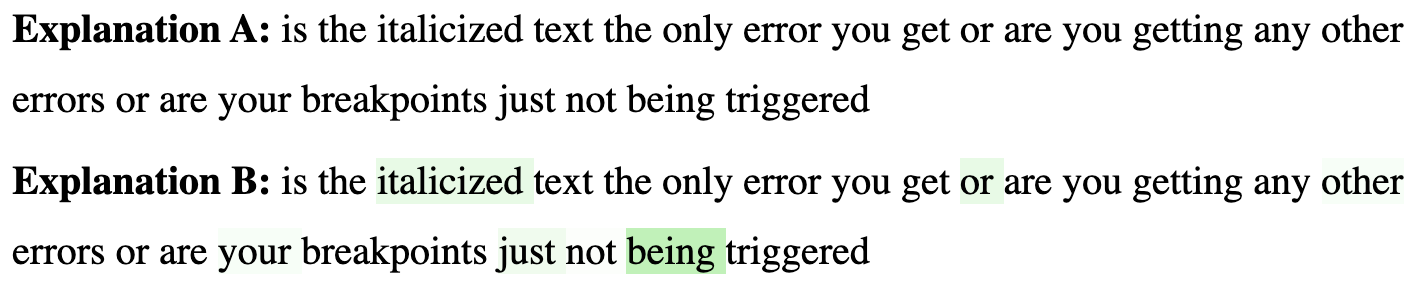 Explanation A: is the italicized text the only error you get or are you getting any other
errors or are your breakpoints just not being triggered
Explanation B: is the italicized text the only error you get or are you getting any other
errors or are your breakpoints just not being triggered